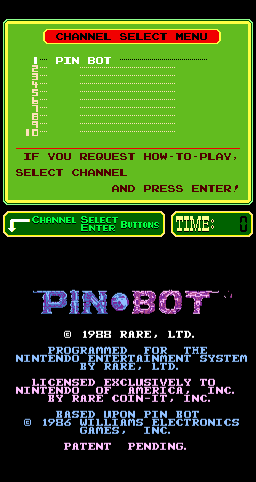 CHANNEL SELECT MENU
1 PIN BOT
2
3
4
5
6
7
8
9
10
IF YOU REQUEST HOW-TO-PLAY,
SELECT CHANNEL
AND PRESS ENTER!
CHANNEL SELECT
ENTER BUTTONS
TIME: 0
PIN•BOT
© 1988 RARE, LTD.
PROGRAMMED FOR THE
NINTENDO ENTERTAINMENT SYSTEM
BY RARE, LTD.
LICENSED EXCLUSIVELY TO
NINTENDO OF AMERICA, INC.
BY RARE COIN-IT, INC.
BASED UPON PIN BOT
© 1986 WILLIAMS ELECTRONICS
GAMES, INC.
PATENT PENDING.